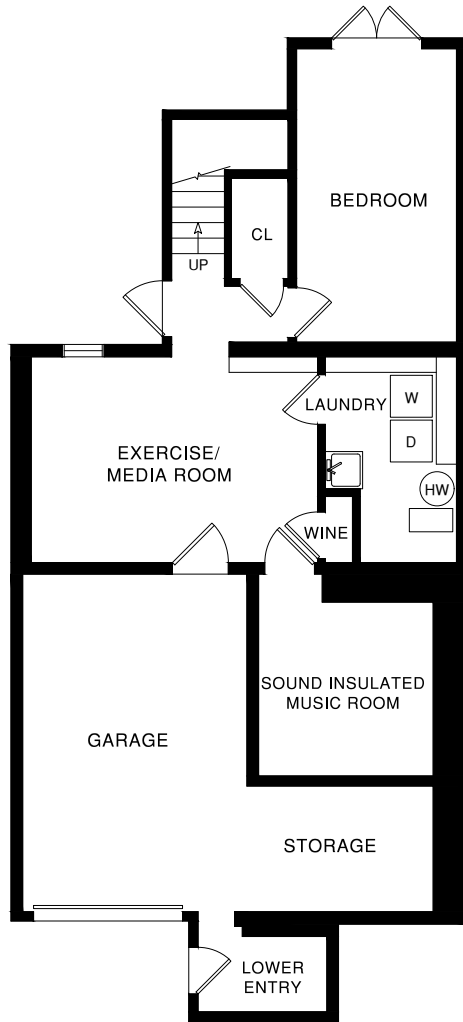 BEDROOM
CL
UP
LAUNDRY
W
D
EXERCISE/
MEDIA ROOM
HW
WINE
SOUND INSULATED
MUSIC ROOM
GARAGE
STORAGE
LOWER
ENTRY